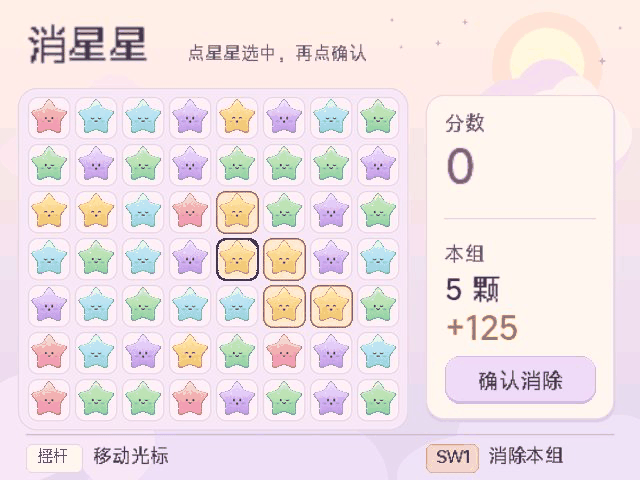 消星星
点星星选中，再点确认
分数
0
本组
5 颗
+125
确认消除
摇杆 移动光标
SW1 消除本组